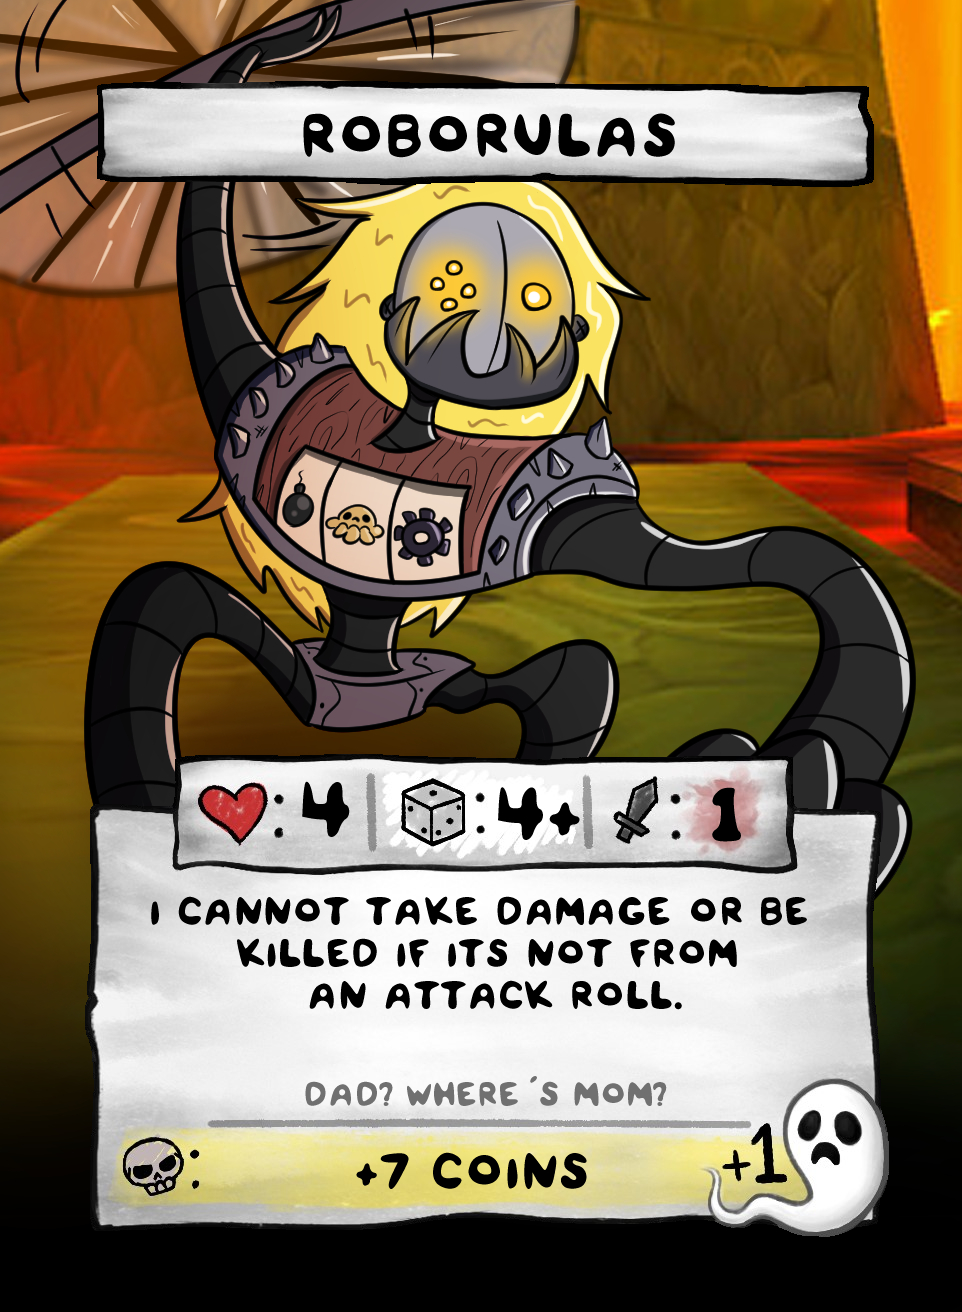 ROBORULAS
: 4 : 4+ : 1
I CANNOT TAKE DAMAGE OR BE
KILLED IF ITS NOT FROM
AN ATTACK ROLL.
DAD? WHERE´S MOM?
: +7 COINS +1